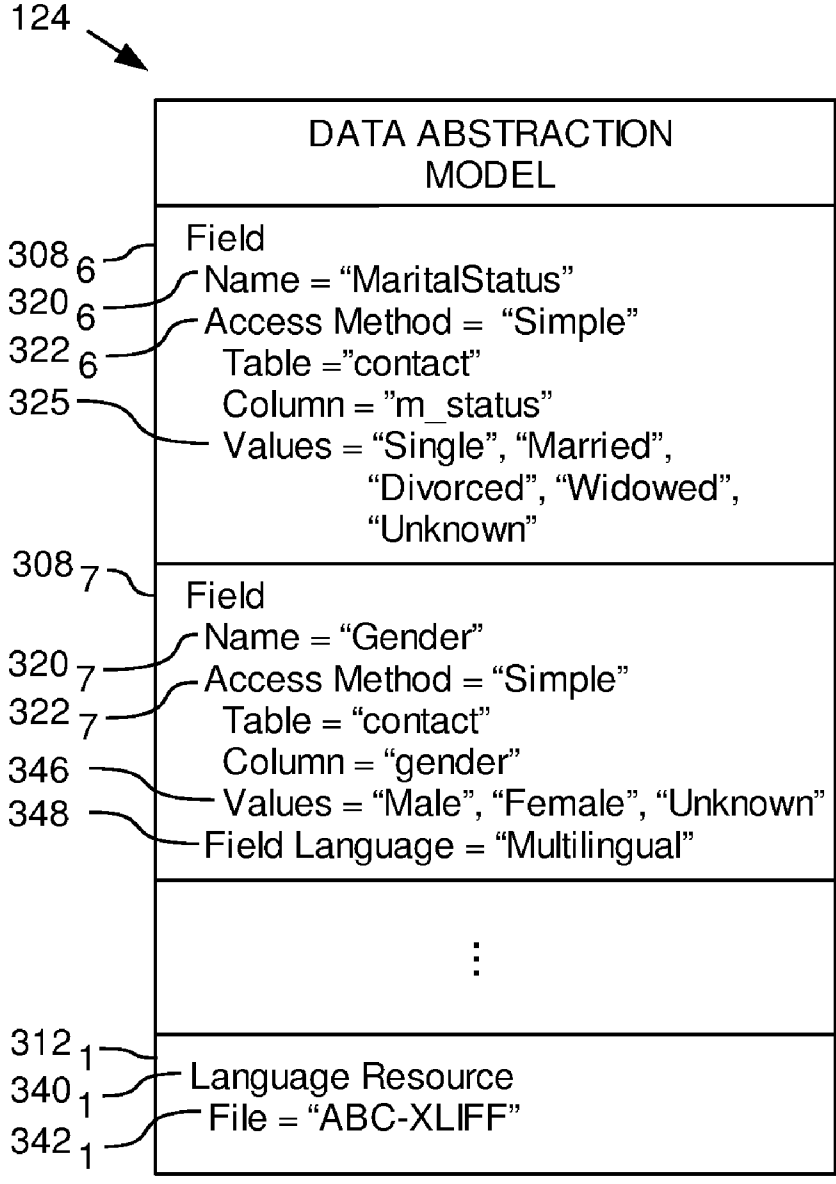 124
DATA ABSTRACTION
MODEL
308 6
Field
320 6
Name = “MaritalStatus”
322 6
Access Method = “Simple”
Table =”contact”
Column = ”m_status”
325
Values = “Single”, “Married”,
“Divorced”, “Widowed”,
“Unknown”
308 7
Field
320 7
Name = “Gender”
322 7
Access Method = “Simple”
Table = “contact”
Column = “gender”
346
Values = “Male”, “Female”, “Unknown”
348
Field Language = “Multilingual”
⋮
312 1
340 1
Language Resource
342 1
File = “ABC-XLIFF”